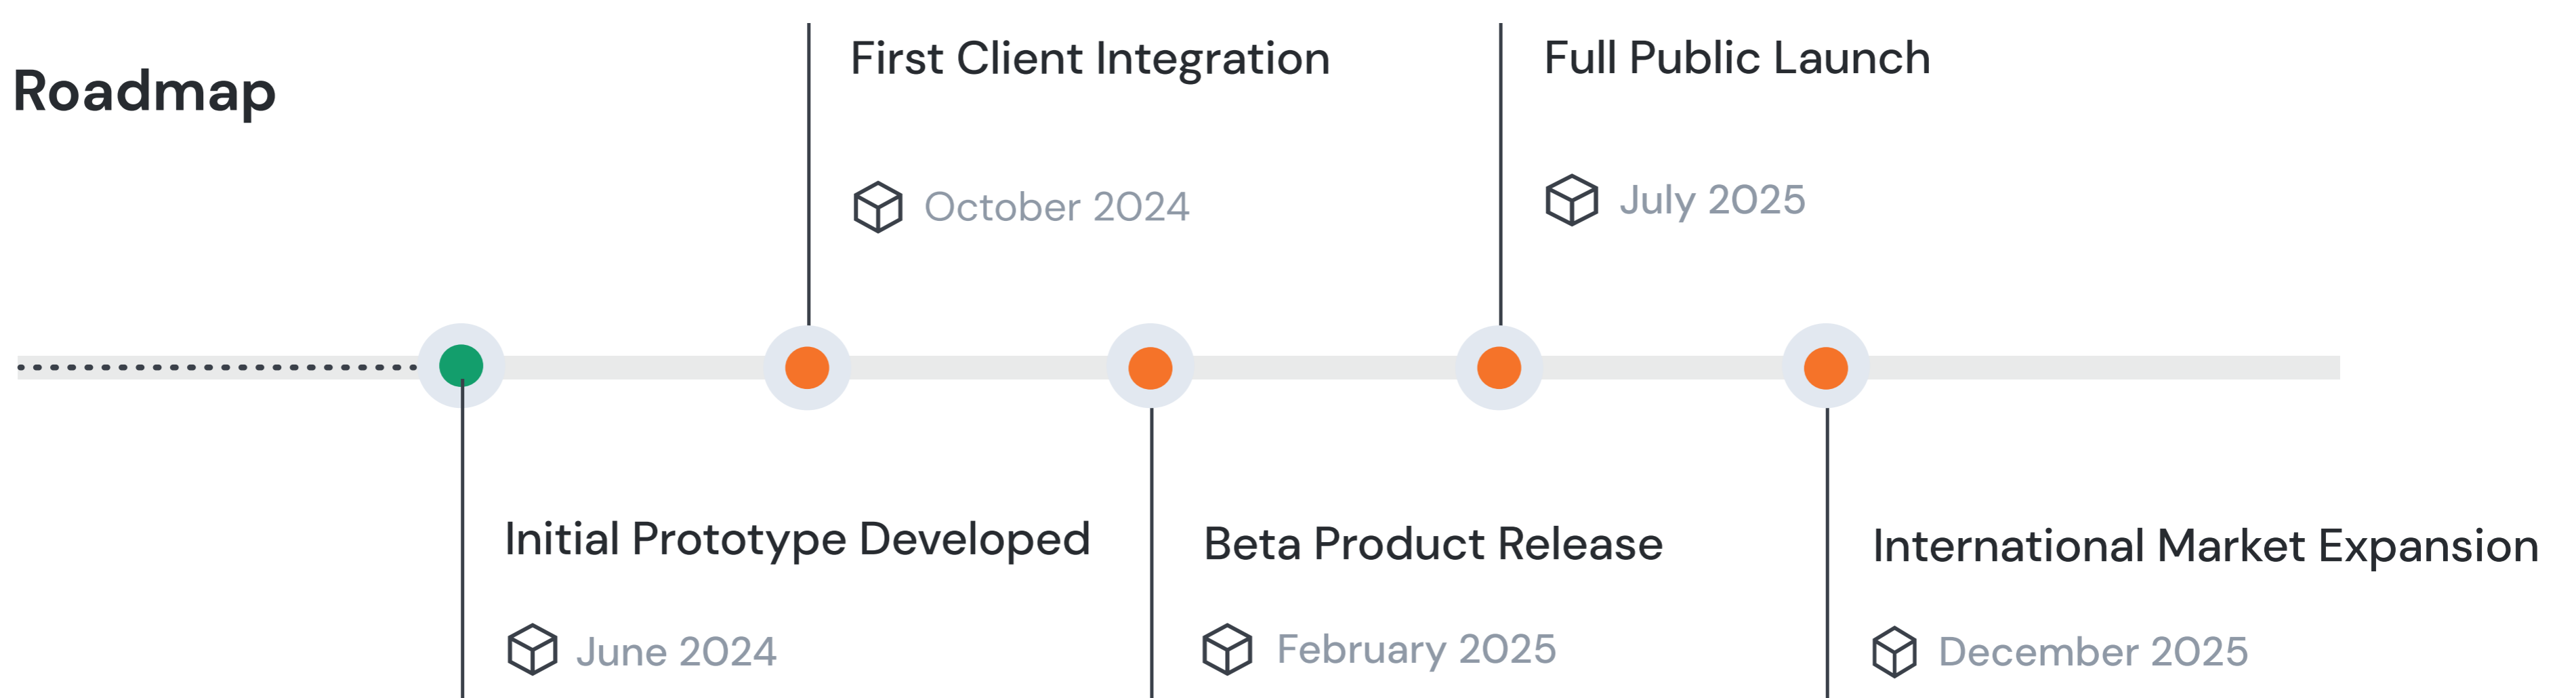 Roadmap
First Client Integration
October 2024
Full Public Launch
July 2025
Initial Prototype Developed
June 2024
Beta Product Release
February 2025
International Market Expansion
December 2025